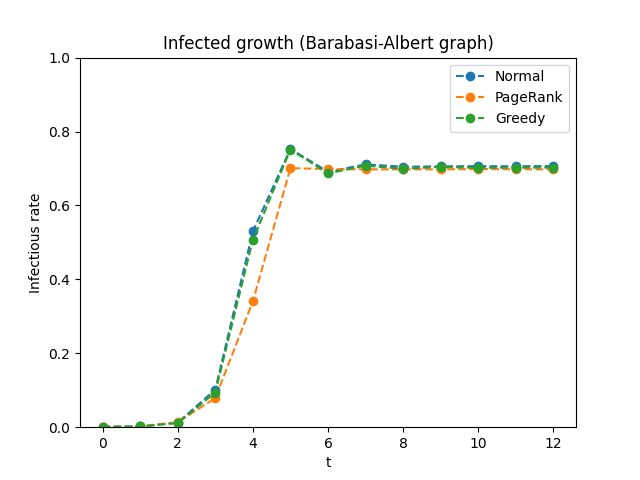 Infected growth (Barabasi-Albert graph)
1.0
0.8
0.6
0.4
0.2
0.0
Infectious rate
Normal
PageRank
Greedy
0 2 4 6 8 10 12
t